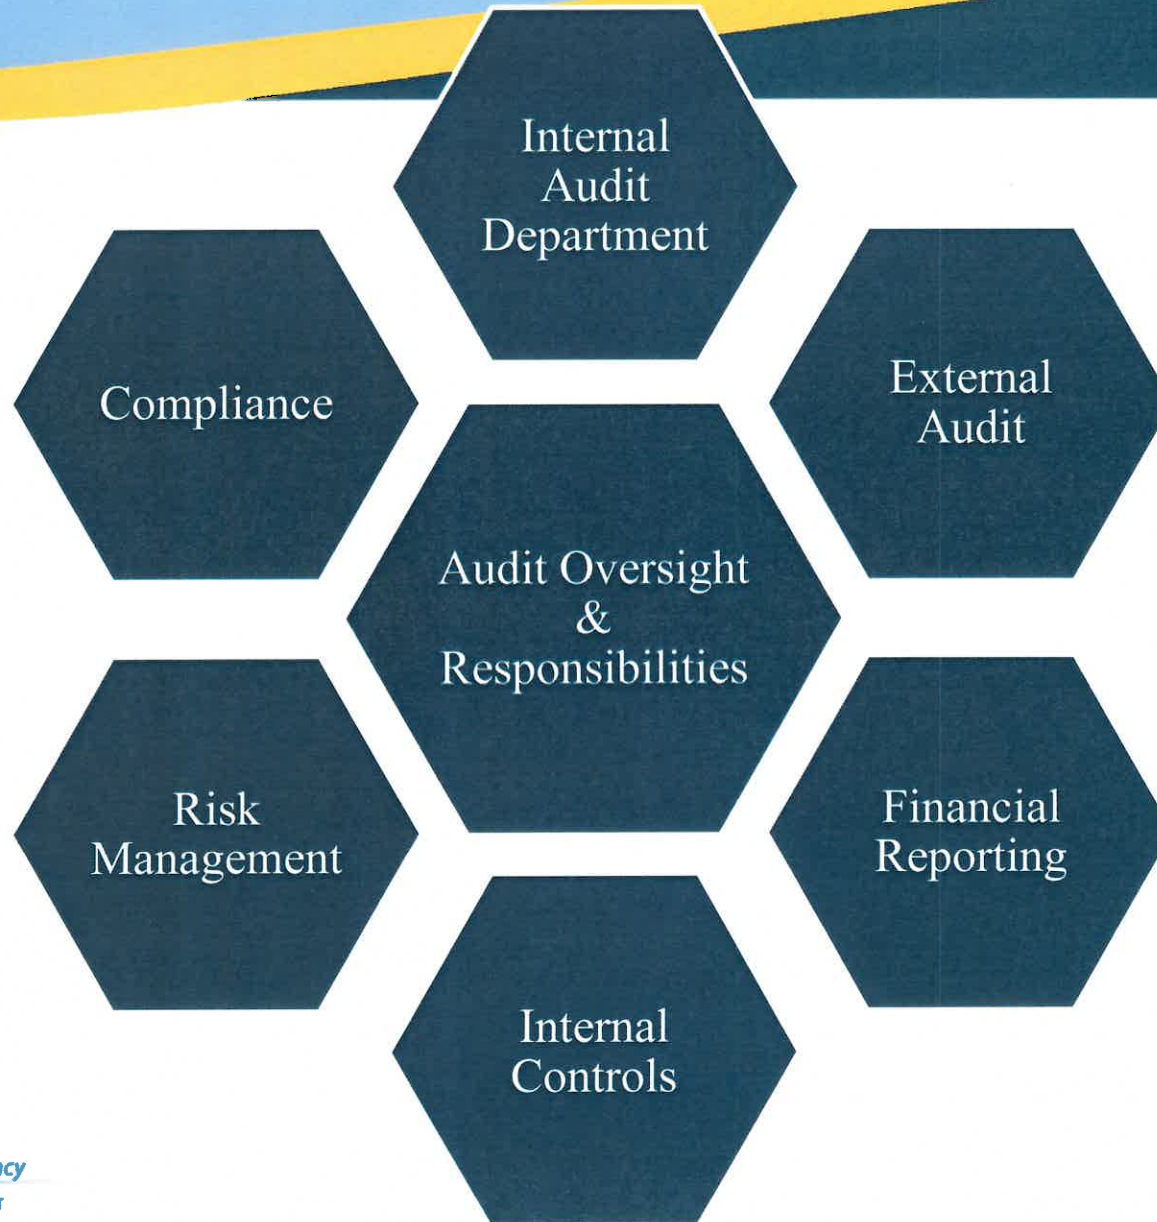 Internal
Audit
Department
Compliance
External
Audit
Audit Oversight
&
Responsibilities
Risk
Management
Financial
Reporting
Internal
Controls